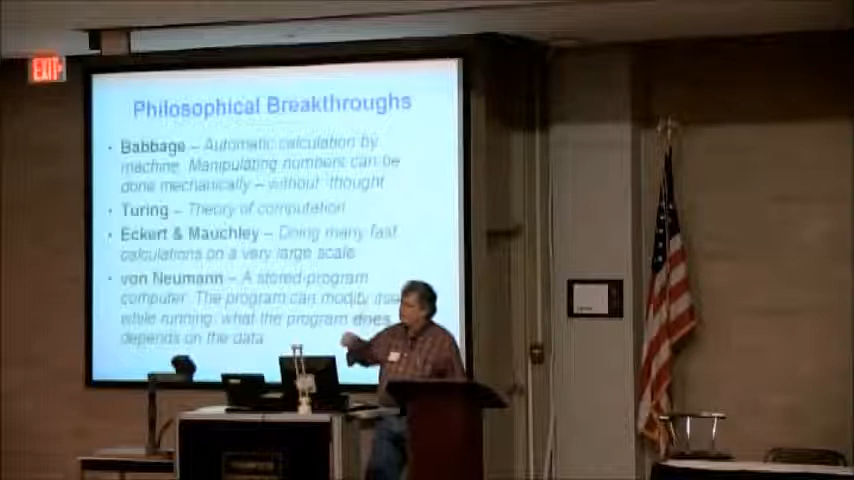 EXIT
Philosophical Breakthroughs
· Babbage – Automatic calculation by
machine. Manipulating numbers can be
done mechanically – without thought
· Turing – Theory of computation
· Eckert & Mauchley – Doing many fast
calculations on a very large scale
· von Neumann – A stored-program
computer. The program can modify itse
while running: what the program does
depends on the data